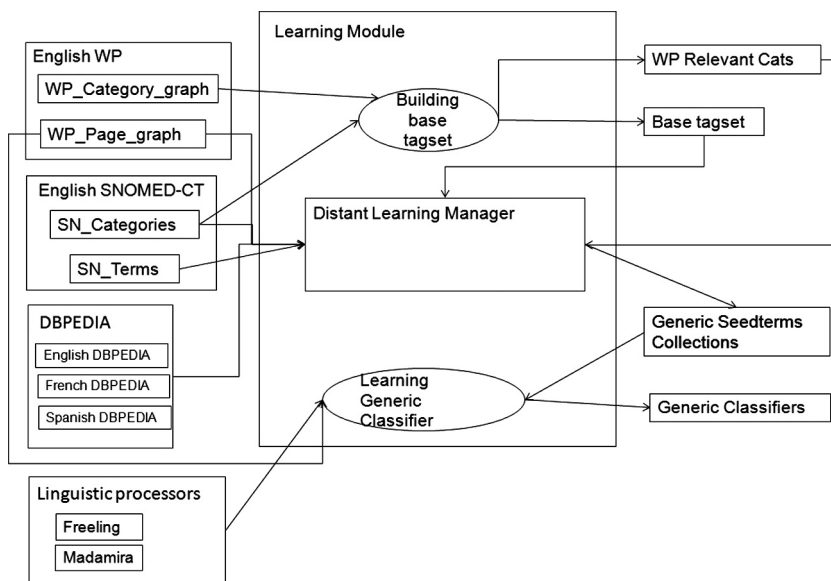 English WP
WP_Category_graph
WP_Page_graph
English SNOMED-CT
SN_Categories
SN_Terms
DBPEDIA
English DBPEDIA
French DBPEDIA
Spanish DBPEDIA
Linguistic processors
Freeling
Madamira
Learning Module
Building
base
tagset
Distant Learning Manager
Learning
Generic
Classifier
WP Relevant Cats
Base tagset
Generic Seedterms
Collections
Generic Classifiers